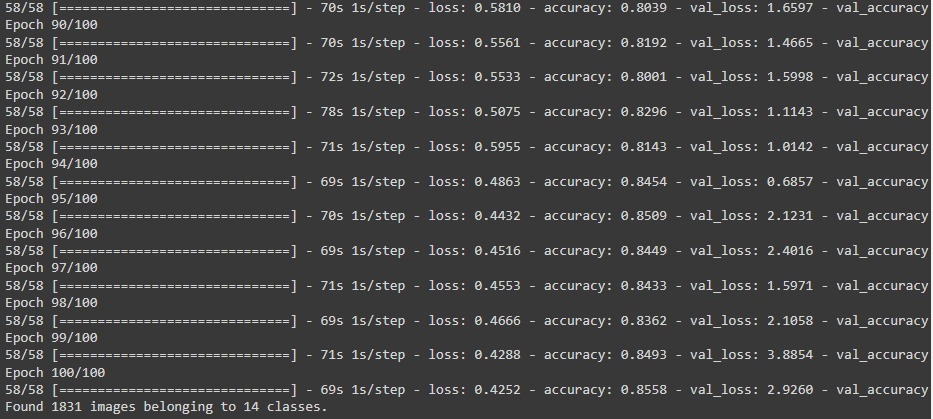 58/58 [==============================] - 70s 1s/step - loss: 0.5810 - accuracy: 0.8039 - val_loss: 1.6597 - val_accuracy
Epoch 90/100
58/58 [==============================] - 70s 1s/step - loss: 0.5561 - accuracy: 0.8192 - val_loss: 1.4665 - val_accuracy
Epoch 91/100
58/58 [==============================] - 72s 1s/step - loss: 0.5533 - accuracy: 0.8001 - val_loss: 1.5998 - val_accuracy
Epoch 92/100
58/58 [==============================] - 78s 1s/step - loss: 0.5075 - accuracy: 0.8296 - val_loss: 1.1143 - val_accuracy
Epoch 93/100
58/58 [==============================] - 71s 1s/step - loss: 0.5955 - accuracy: 0.8143 - val_loss: 1.0142 - val_accuracy
Epoch 94/100
58/58 [==============================] - 69s 1s/step - loss: 0.4863 - accuracy: 0.8454 - val_loss: 0.6857 - val_accuracy
Epoch 95/100
58/58 [==============================] - 70s 1s/step - loss: 0.4432 - accuracy: 0.8509 - val_loss: 2.1231 - val_accuracy
Epoch 96/100
58/58 [==============================] - 69s 1s/step - loss: 0.4516 - accuracy: 0.8449 - val_loss: 2.4016 - val_accuracy
Epoch 97/100
58/58 [==============================] - 71s 1s/step - loss: 0.4553 - accuracy: 0.8433 - val_loss: 1.5971 - val_accuracy
Epoch 98/100
58/58 [==============================] - 69s 1s/step - loss: 0.4666 - accuracy: 0.8362 - val_loss: 2.1058 - val_accuracy
Epoch 99/100
58/58 [==============================] - 71s 1s/step - loss: 0.4288 - accuracy: 0.8493 - val_loss: 3.8854 - val_accuracy
Epoch 100/100
58/58 [==============================] - 69s 1s/step - loss: 0.4252 - accuracy: 0.8558 - val_loss: 2.9260 - val_accuracy
Found 1831 images belonging to 14 classes.